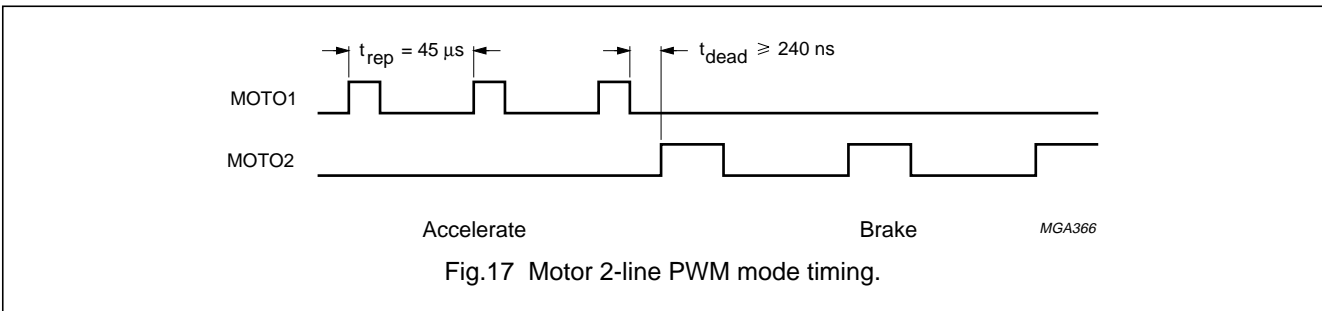 t_rep = 45 μs
t_dead ≥ 240 ns
MOTO1
MOTO2
Accelerate
Brake
MGA366
Fig.17 Motor 2-line PWM mode timing.